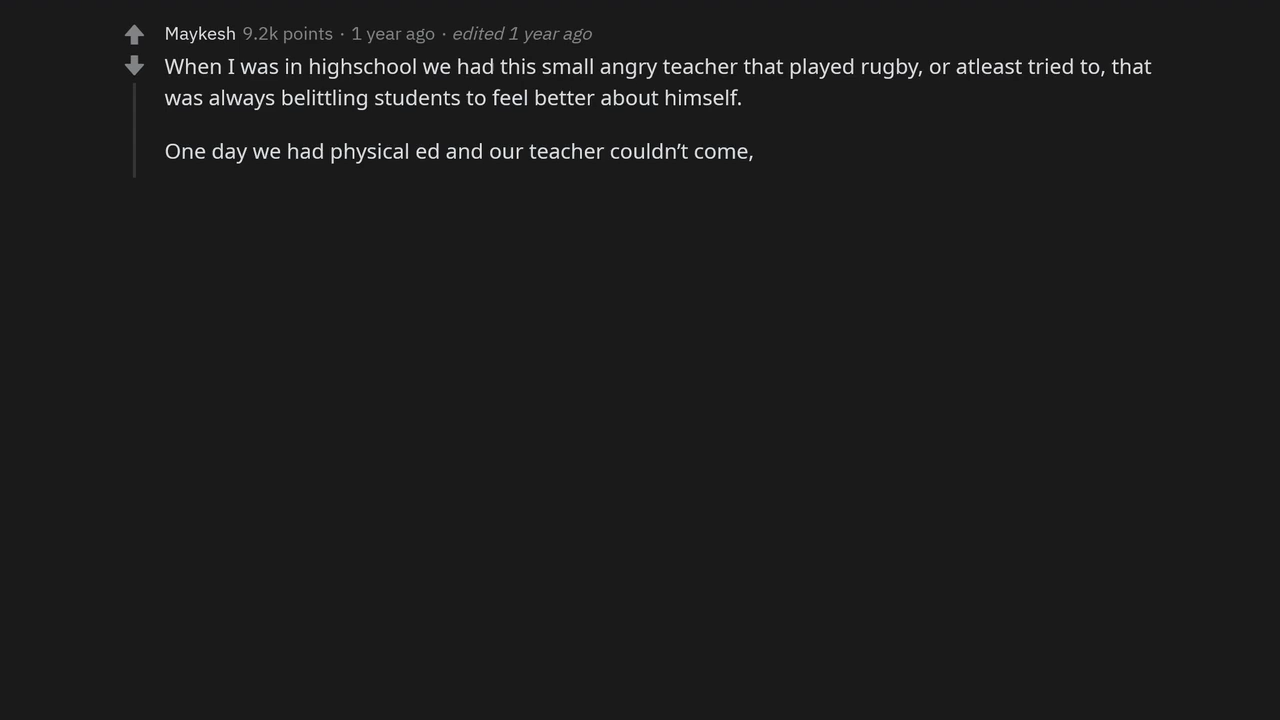 Maykesh 9.2k points · 1 year ago · edited 1 year ago
When I was in highschool we had this small angry teacher that played rugby, or atleast tried to, that
was always belittling students to feel better about himself.
One day we had physical ed and our teacher couldn’t come,